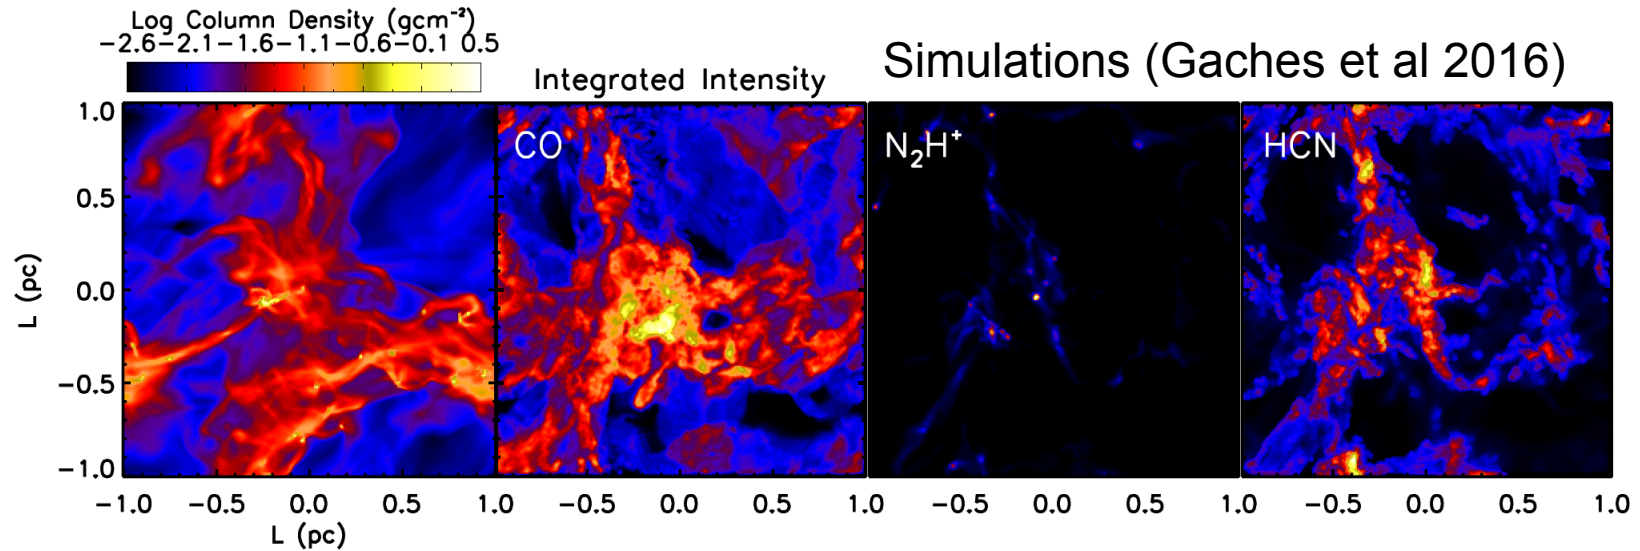 Log Column Density (gcm⁻²)
−2.6−2.1−1.6−1.1−0.6−0.1 0.5
Simulations (Gaches et al 2016)
Integrated Intensity
CO
N₂H⁺
HCN
1.0
0.5
0.0
−0.5
−1.0
L (pc)
−1.0 −0.5 0.0 0.5 1.0 −0.5 0.0 0.5 1.0 −0.5 0.0 0.5 1.0 −0.5 0.0 0.5 1.0
L (pc)